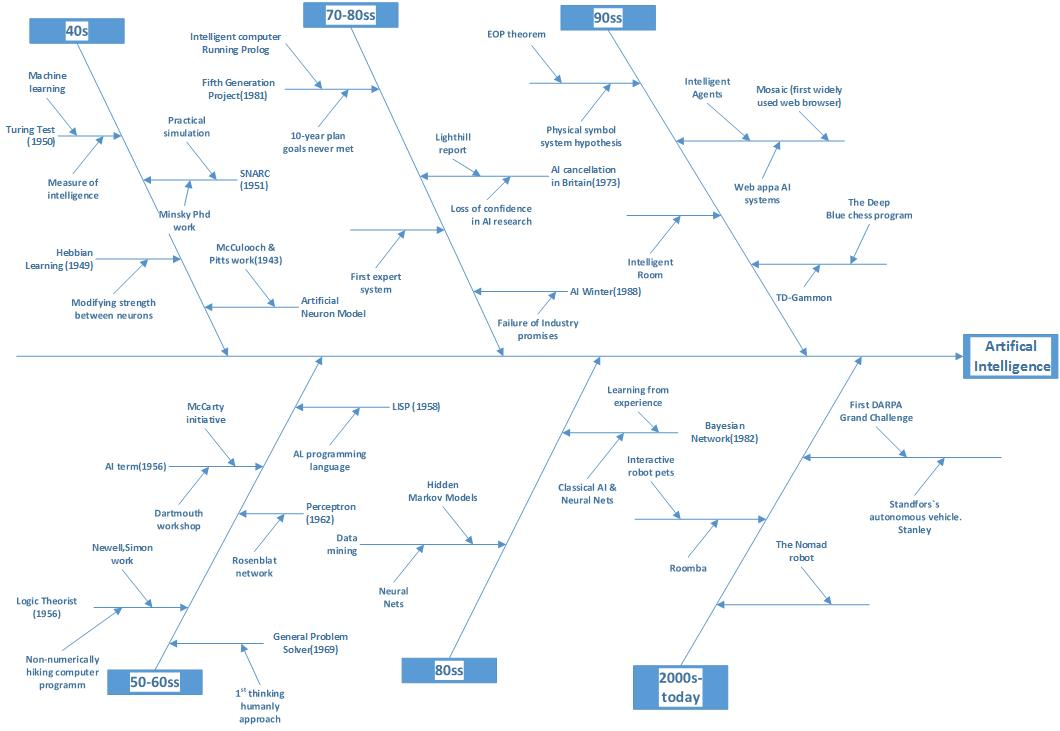 40s
Machine
learning
Turing Test
(1950)
Measure of
intelligence
Practical
simulation
SNARC
(1951)
Minsky Phd
work
Hebbian
Learning (1949)
Modifying strength
between neurons
McCulooch &
Pitts work(1943)
Artificial
Neuron Model
70-80ss
Intelligent computer
Running Prolog
Fifth Generation
Project(1981)
10-year plan
goals never met
Lighthill
report
AI cancellation
in Britain(1973)
Loss of confidence
in AI research
First expert
system
AI Winter(1988)
Failure of Industry
promises
90ss
EOP theorem
Physical symbol
system hypothesis
Intelligent
Agents
Mosaic (first widely
used web browser)
Web appa AI
systems
Intelligent
Room
The Deep
Blue chess program
TD-Gammon
Artifical
Intelligence
McCarty
initiative
LISP (1958)
AL programming
language
AI term(1956)
Dartmouth
workshop
Perceptron
(1962)
Rosenblat
network
Newell,Simon
work
Logic Theorist
(1956)
Non-numerically
hiking computer
programm
General Problem
Solver(1969)
1st thinking
humanly
approach
50-60ss
Learning from
experience
Bayesian
Network(1982)
Classical AI &
Neural Nets
Hidden
Markov Models
Data
mining
Neural
Nets
80ss
First DARPA
Grand Challenge
Standfors`s
autonomous vehicle.
Stanley
Interactive
robot pets
Roomba
The Nomad
robot
2000s-
today